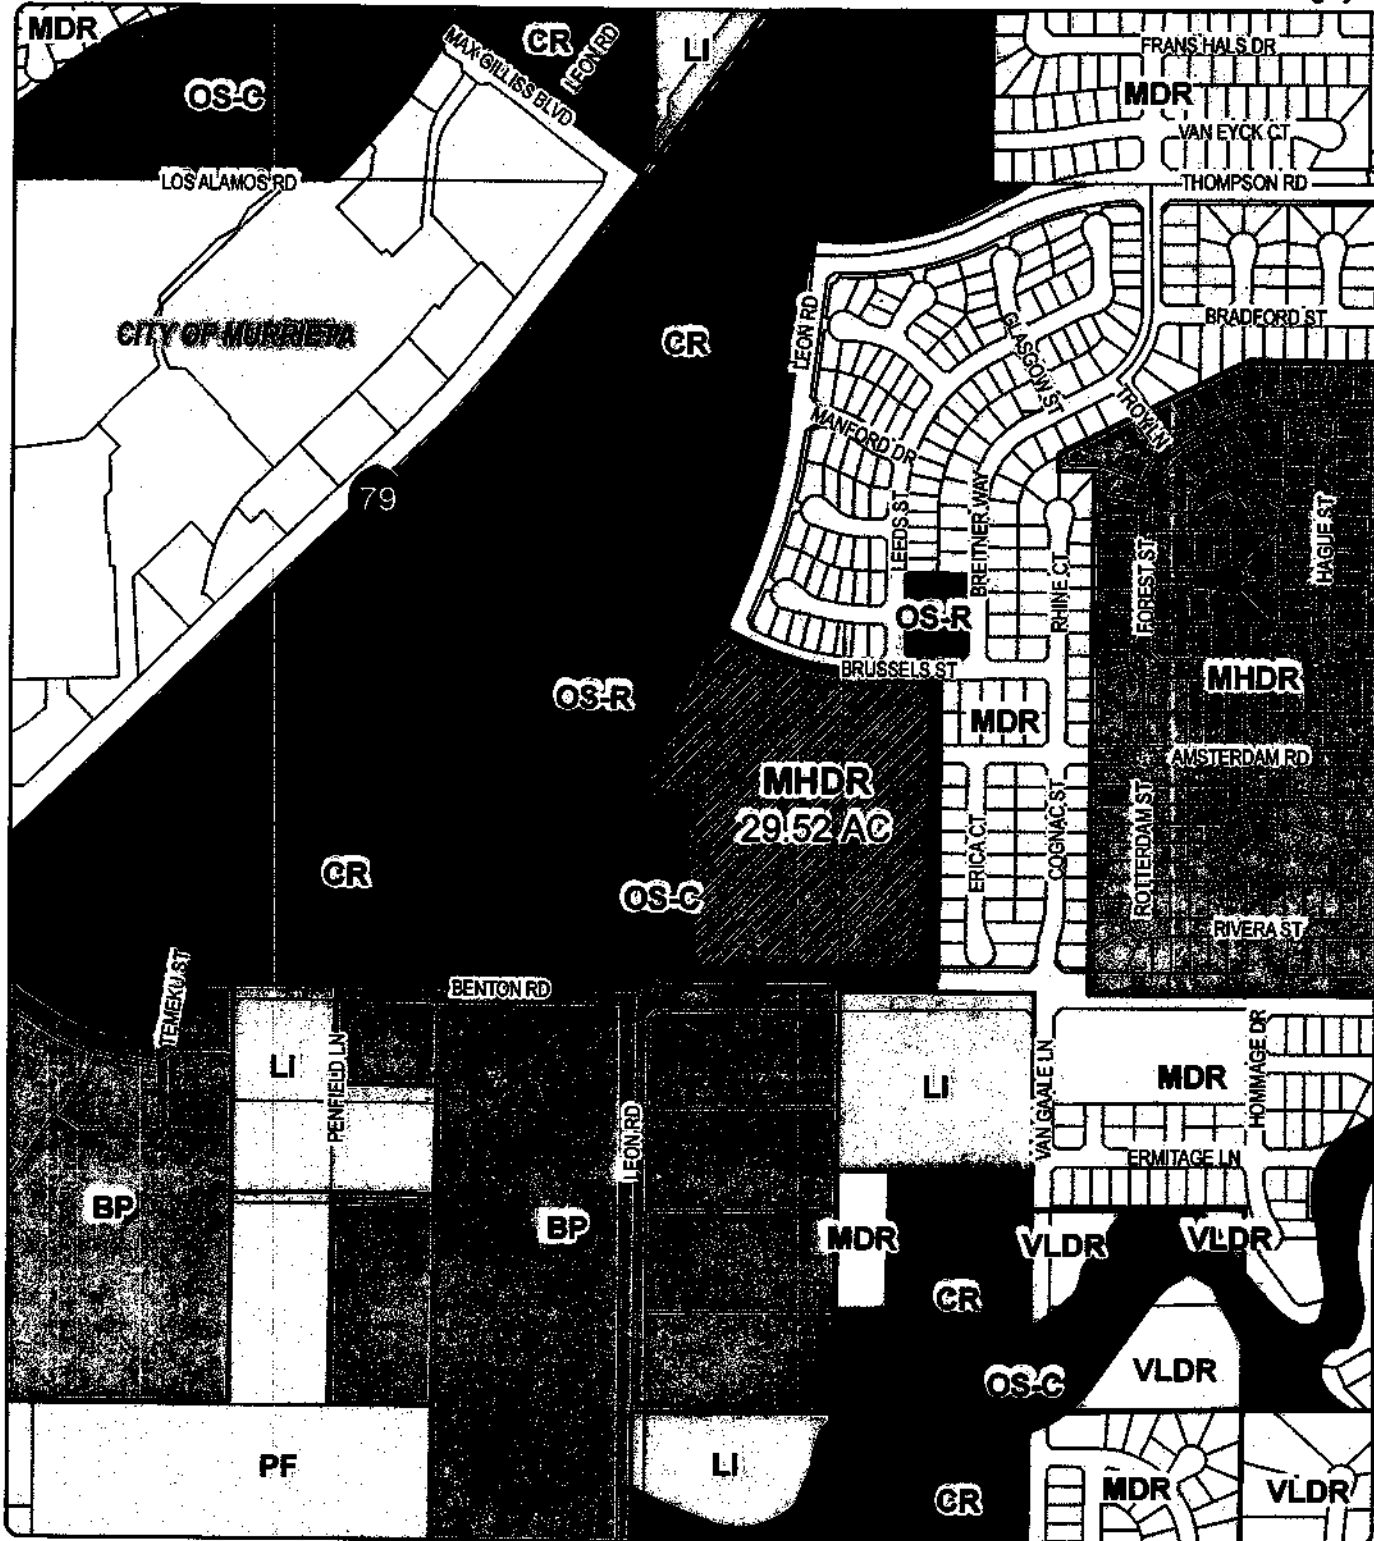 MDR
CR
LEON RD
LI
FRANS HALS DR
MAX GILLISS BLVD
OS-C
MDR
VAN EYCK CT
LOS ALAMOS RD
THOMPSON RD
CITY OF MURRIETA
CR
LEON RD
GLASGOW ST
BRADFORD ST
TROY LN
MANFORD DR
79
LEEDS ST
BREITNER WAY
RHINE CT
FOREST ST
HAGUE ST
OS-R
BRUSSELS ST
OS-R
MDR
MHDR
AMSTERDAM RD
MHDR
29.52 AC
ERICA CT
COGNAC ST
ROTTERDAM ST
CR
OS-C
RIVERA ST
TEMEKU ST
BENTON RD
LI
PENFIELD LN
LEON RD
LI
VAN GAALE LN
MDR
HOMMAGE DR
ERMITAGE LN
BP
BP
MDR
VLDR
VLDR
CR
OS-C
VLDR
PF
LI
CR
MDR
VLDR